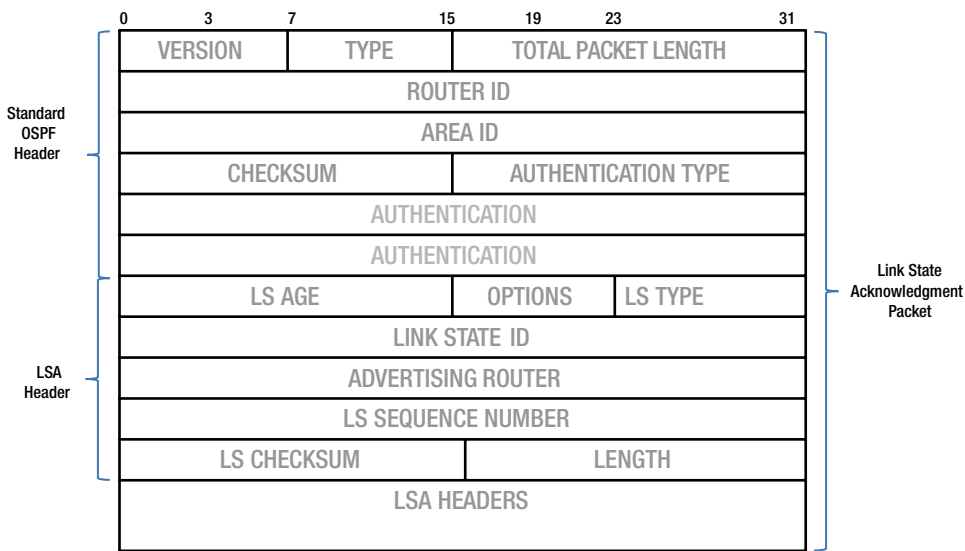 0 3 7 15 19 23 31
VERSION TYPE TOTAL PACKET LENGTH
ROUTER ID
Standard
OSPF
Header
AREA ID
CHECKSUM AUTHENTICATION TYPE
AUTHENTICATION
AUTHENTICATION
Link State
Acknowledgment
Packet
LS AGE OPTIONS LS TYPE
LINK STATE ID
LSA
Header
ADVERTISING ROUTER
LS SEQUENCE NUMBER
LS CHECKSUM LENGTH
LSA HEADERS